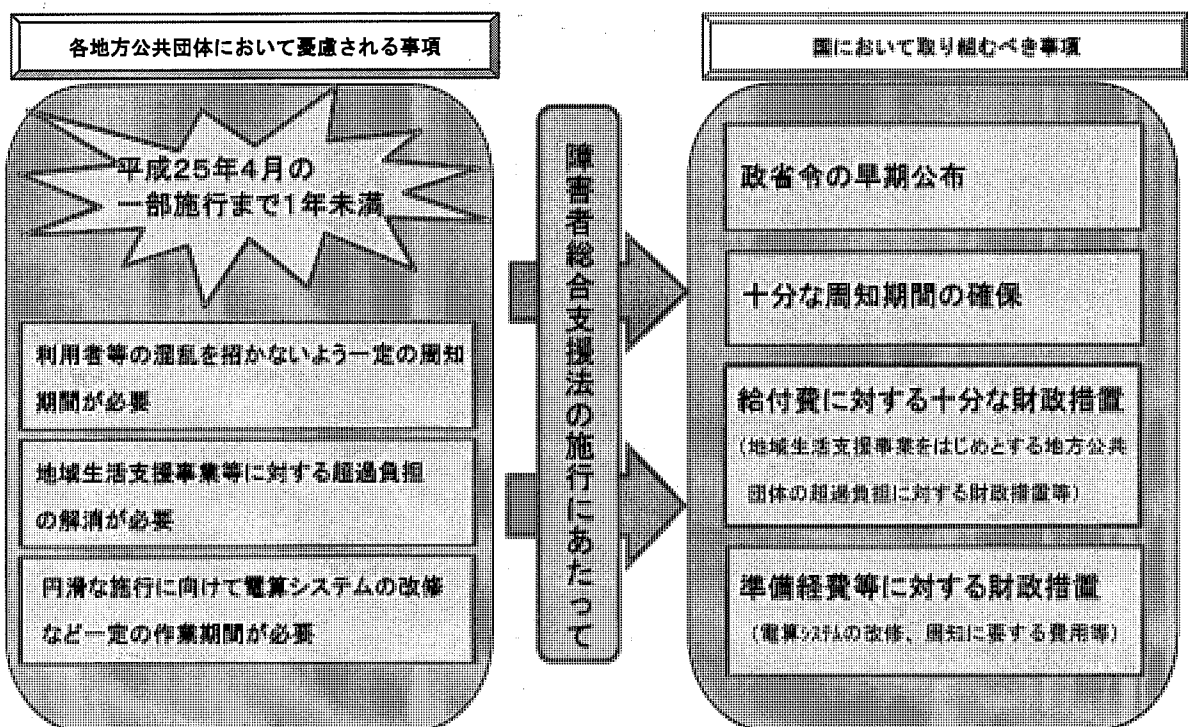 各地方公共団体において憂慮される事項
平成25年4月の
一部施行まで1年未満
利用者等の混乱を招かないよう一定の周知
期間が必要
地域生活支援事業等に対する超過負担
の解消が必要
円滑な施行に向けて電算システムの改修
など一定の作業期間が必要
障害者総合支援法の施行にあたって
国において取り組むべき事項
政省令の早期公布
十分な周知期間の確保
給付費に対する十分な財政措置
(地域生活支援事業をはじめとする地方公共
団体の超過負担に対する財政措置等)
準備経費等に対する財政措置
(電算システムの改修、周知に要する費用等)